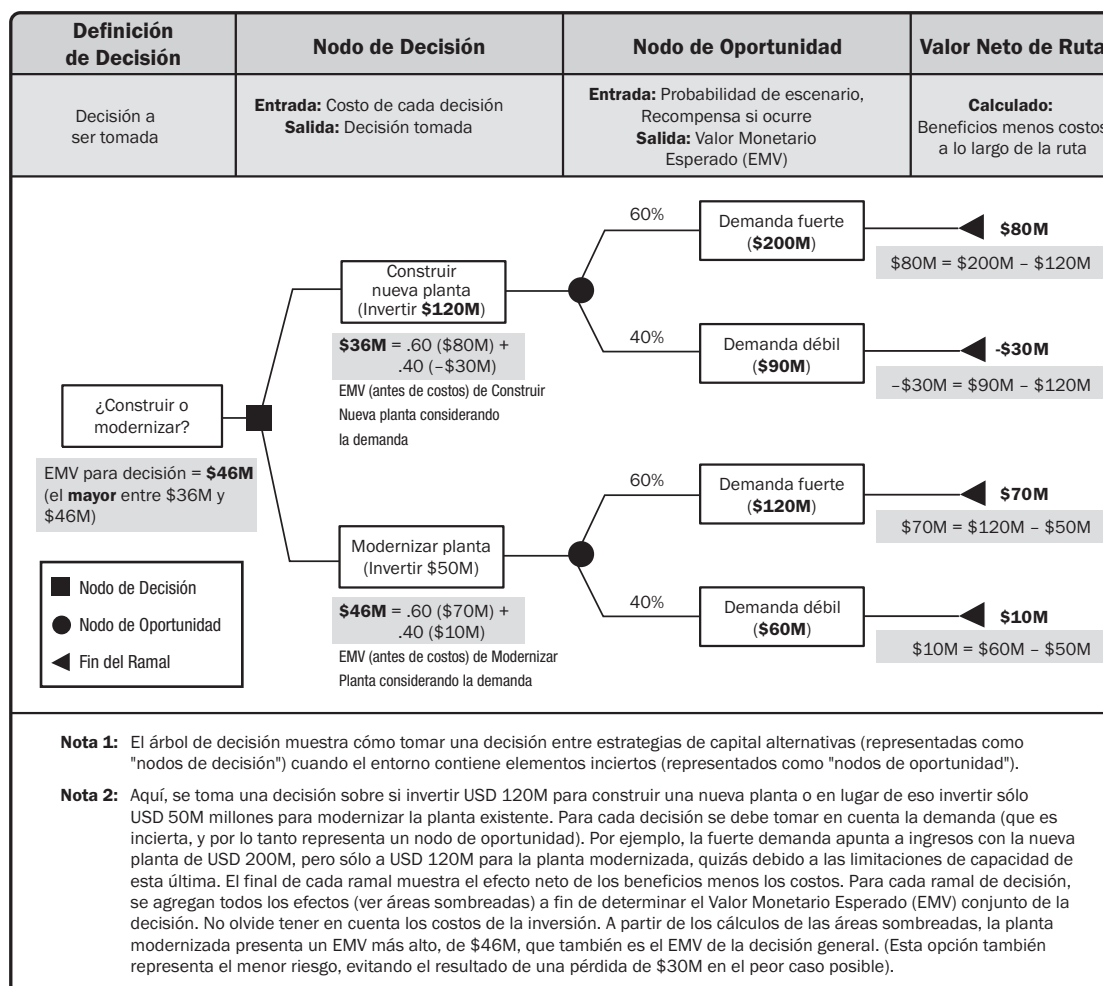 Definición
de Decisión
Nodo de Decisión
Nodo de Oportunidad
Valor Neto de Ruta
Decisión a
ser tomada
Entrada: Costo de cada decisión
Salida: Decisión tomada
Entrada: Probabilidad de escenario,
Recompensa si ocurre
Salida: Valor Monetario
Esperado (EMV)
Calculado:
Beneficios menos costos
a lo largo de la ruta
¿Construir o
modernizar?
EMV para decisión = $46M
(el mayor entre $36M y
$46M)
Construir
nueva planta
(Invertir $120M)
$36M = .60 ($80M) +
.40 (–$30M)
EMV (antes de costos) de Construir
Nueva planta considerando
la demanda
60%
Demanda fuerte
($200M)
$80M
$80M = $200M – $120M
40%
Demanda débil
($90M)
-$30M
–$30M = $90M – $120M
Modernizar planta
(Invertir $50M)
$46M = .60 ($70M) +
.40 ($10M)
EMV (antes de costos) de Modernizar
Planta considerando la demanda
60%
Demanda fuerte
($120M)
$70M
$70M = $120M – $50M
40%
Demanda débil
($60M)
$10M
$10M = $60M – $50M
Nodo de Decisión
Nodo de Oportunidad
Fin del Ramal
Nota 1: El árbol de decisión muestra cómo tomar una decisión entre estrategias de capital alternativas (representadas como
"nodos de decisión") cuando el entorno contiene elementos inciertos (representados como "nodos de oportunidad").
Nota 2: Aquí, se toma una decisión sobre si invertir USD 120M para construir una nueva planta o en lugar de eso invertir sólo
USD 50M millones para modernizar la planta existente. Para cada decisión se debe tomar en cuenta la demanda (que es
incierta, y por lo tanto representa un nodo de oportunidad). Por ejemplo, la fuerte demanda apunta a ingresos con la nueva
planta de USD 200M, pero sólo a USD 120M para la planta modernizada, quizás debido a las limitaciones de capacidad de
esta última. El final de cada ramal muestra el efecto neto de los beneficios menos los costos. Para cada ramal de decisión,
se agregan todos los efectos (ver áreas sombreadas) a fin de determinar el Valor Monetario Esperado (EMV) conjunto de la
decisión. No olvide tener en cuenta los costos de la inversión. A partir de los cálculos de las áreas sombreadas, la planta
modernizada presenta un EMV más alto, de $46M, que también es el EMV de la decisión general. (Esta opción también
representa el menor riesgo, evitando el resultado de una pérdida de $30M en el peor caso posible).